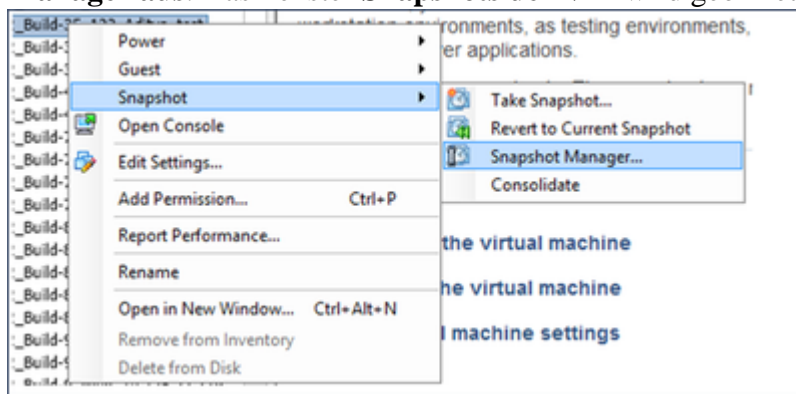 _Build-25_123_Aditya_test
workstation environments, as testing environments,
Power
er applications.
Guest
Snapshot
Take Snapshot...
Open Console
Revert to Current Snapshot
Edit Settings...
Snapshot Manager...
Consolidate
Add Permission... Ctrl+P
Report Performance...
the virtual machine
Rename
he virtual machine
Open in New Window... Ctrl+Alt+N
Remove from Inventory
l machine settings
Delete from Disk